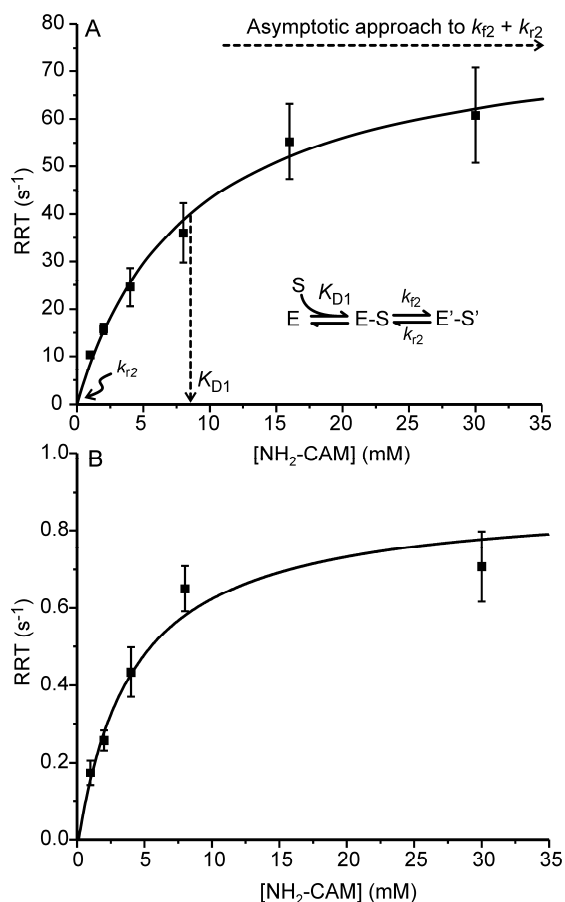 A
Asymptotic approach to kf2 + kr2
80
70
60
50
40
30
20
10
0
RRT (s-1)
S
KD1
kf2
E
E-S
E'-S'
kr2
kr2
KD1
0 5 10 15 20 25 30 35
[NH2-CAM] (mM)
B
1.0
0.8
0.6
0.4
0.2
0.0
RRT (s-1)
0 5 10 15 20 25 30 35
[NH2-CAM] (mM)